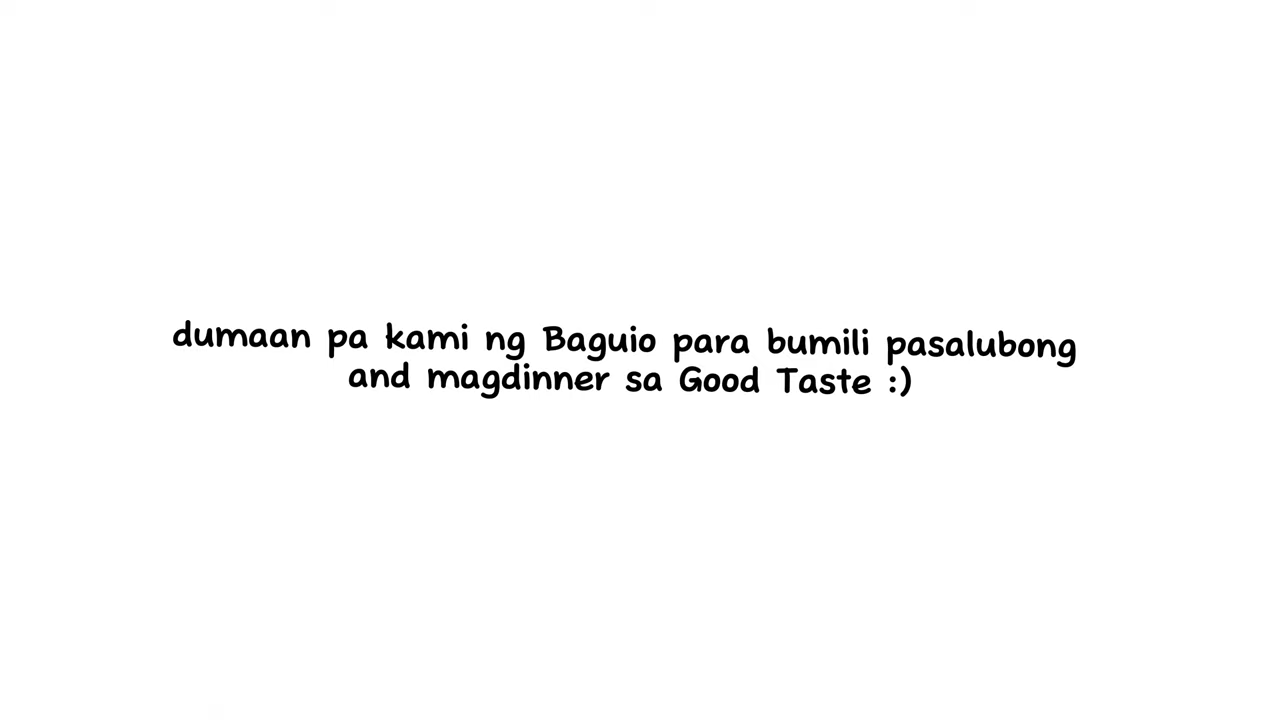 dumaan pa kami ng Baguio para bumili pasalubong
and magdinner sa Good Taste :)